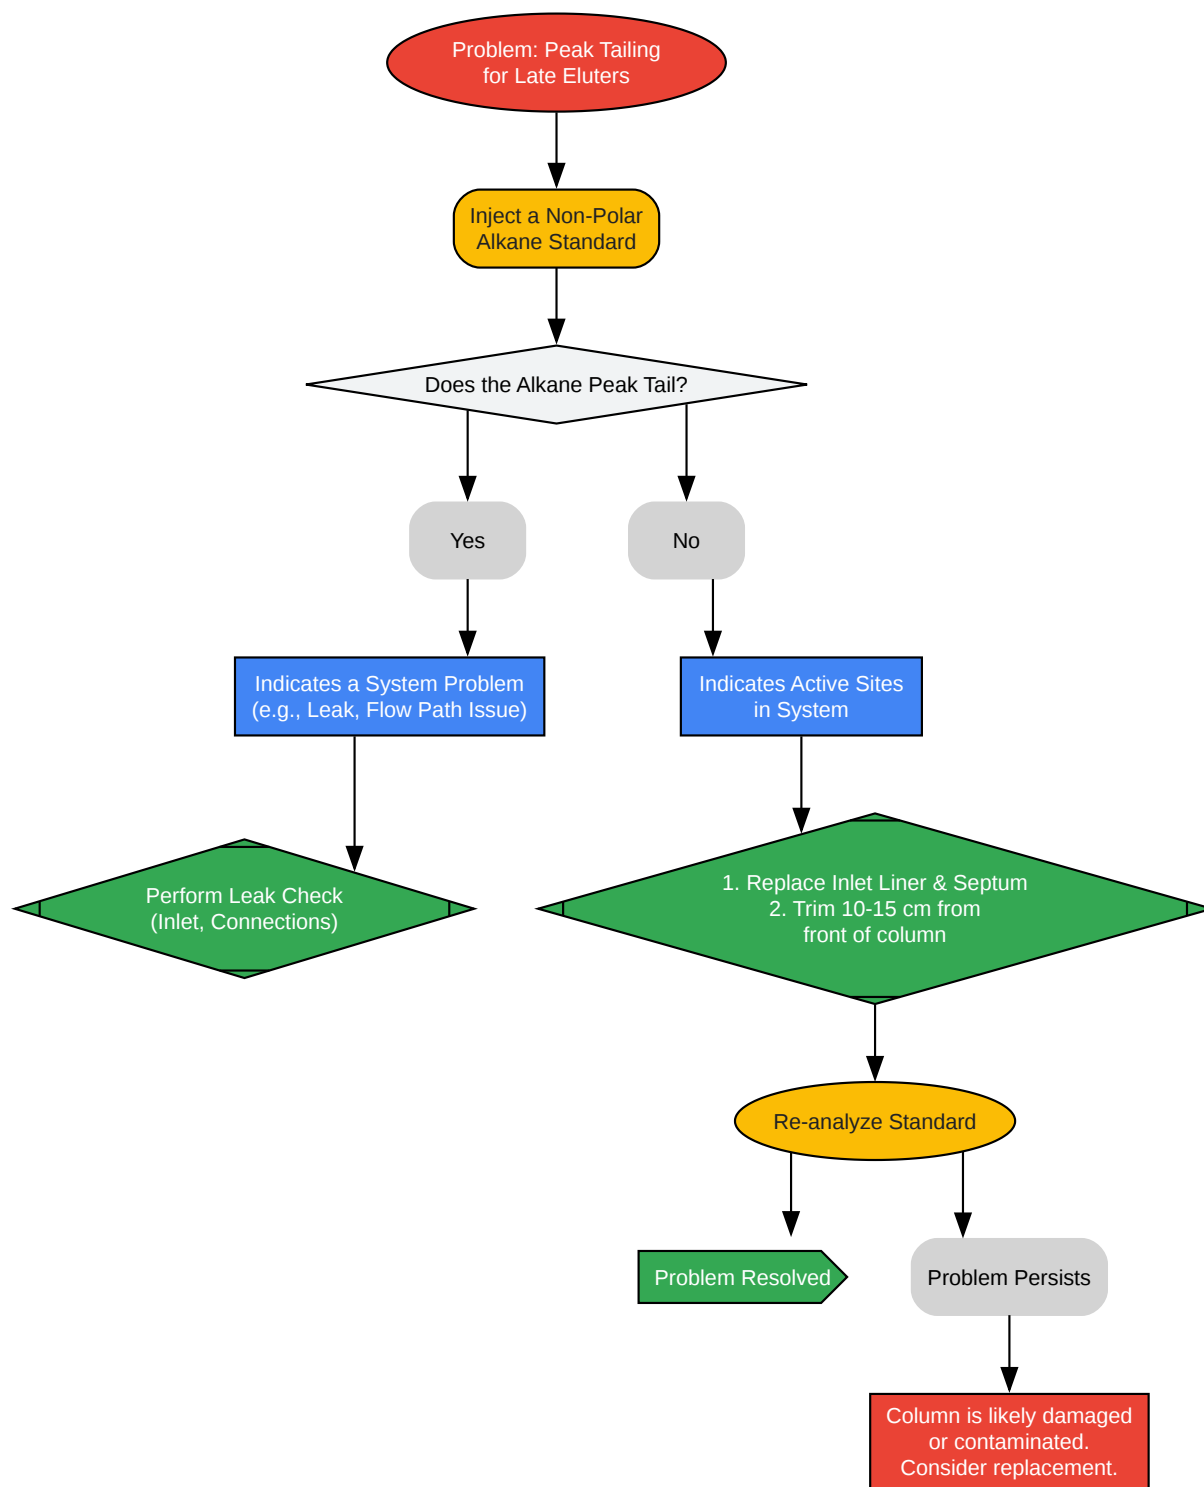 Problem: Peak Tailing
for Late Eluters
Inject a Non-Polar
Alkane Standard
Does the Alkane Peak Tail?
Yes
No
Indicates a System Problem
(e.g., Leak, Flow Path Issue)
Indicates Active Sites
in System
Perform Leak Check
(Inlet, Connections)
1. Replace Inlet Liner & Septum
2. Trim 10-15 cm from
front of column
Re-analyze Standard
Problem Resolved
Problem Persists
Column is likely damaged
or contaminated.
Consider replacement.